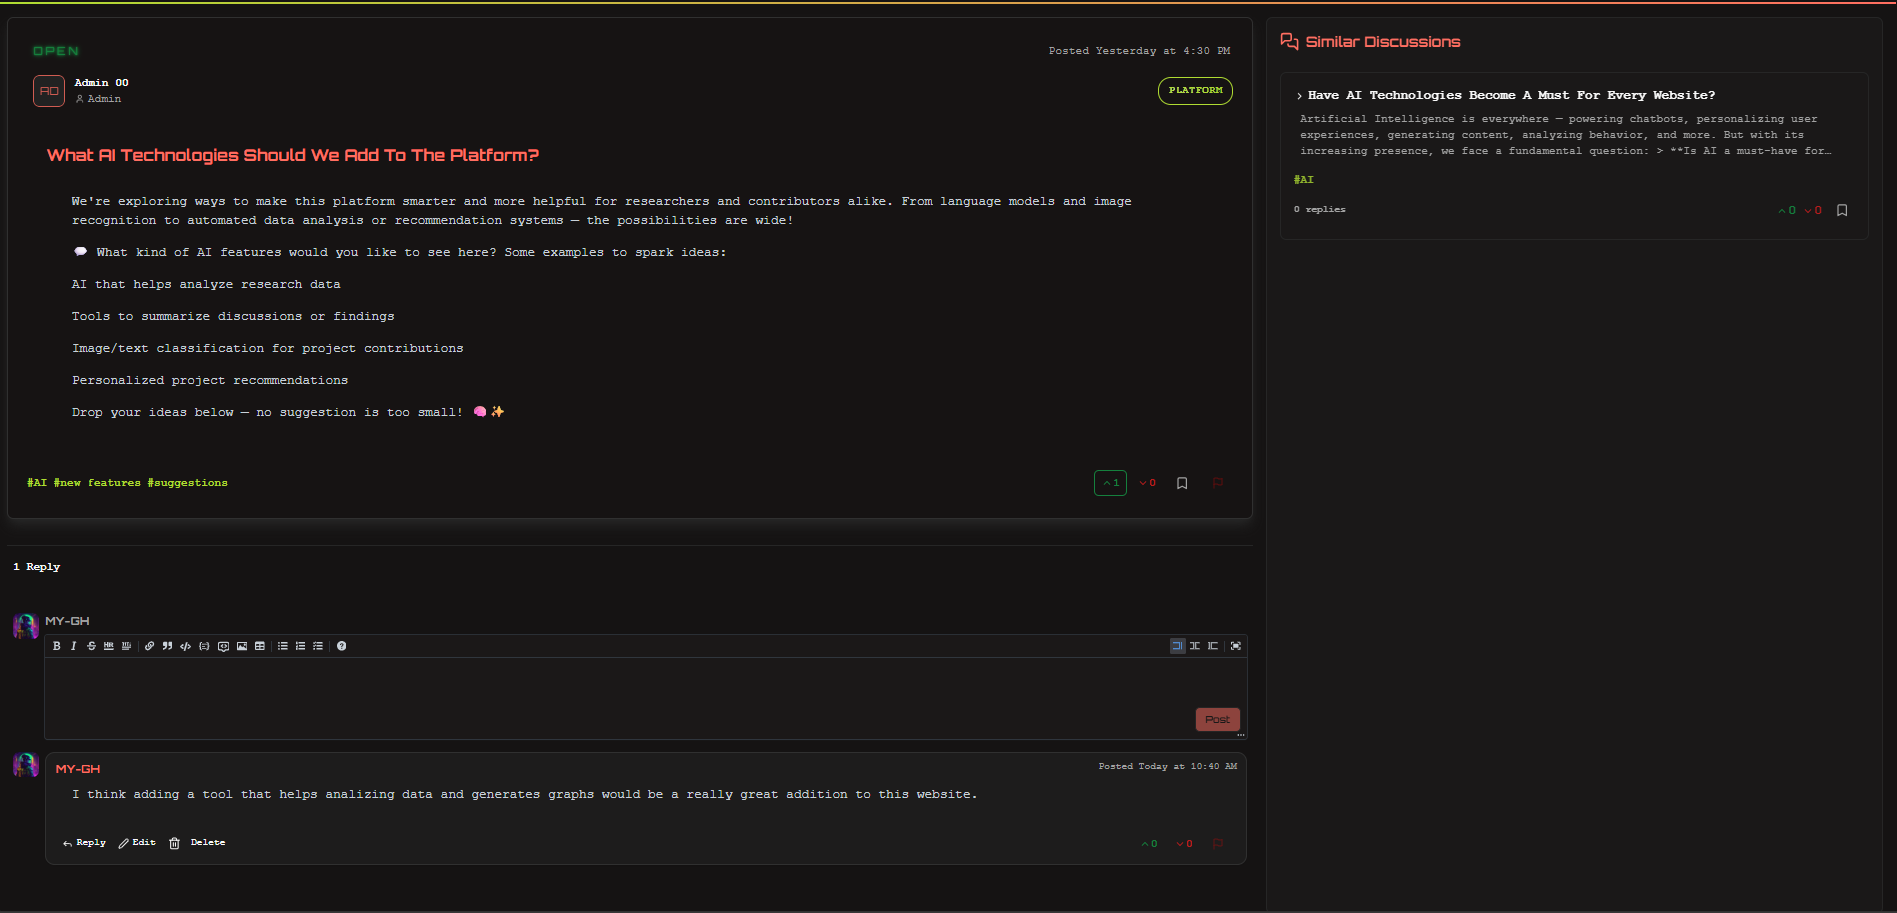 OPEN
Posted Yesterday at 4:30 PM
AD
Admin 00
Admin
PLATFORM
What AI Technologies Should We Add To The Platform?
We're exploring ways to make this platform smarter and more helpful for researchers and contributors alike. From language models and image
recognition to automated data analysis or recommendation systems — the possibilities are wide!
💬 What kind of AI features would you like to see here? Some examples to spark ideas:
AI that helps analyze research data
Tools to summarize discussions or findings
Image/text classification for project contributions
Personalized project recommendations
Drop your ideas below — no suggestion is too small! 🧠✨
#AI #new features #suggestions
1
0
1 Reply
MY-GH
B I S HR
Post
MY-GH
Posted Today at 10:40 AM
I think adding a tool that helps analizing data and generates graphs would be a really great addition to this website.
Reply Edit Delete
0
0
Similar Discussions
› Have AI Technologies Become A Must For Every Website?
Artificial Intelligence is everywhere — powering chatbots, personalizing user
experiences, generating content, analyzing behavior, and more. But with its
increasing presence, we face a fundamental question: > **Is AI a must-have for…
#AI
0 replies
0
0